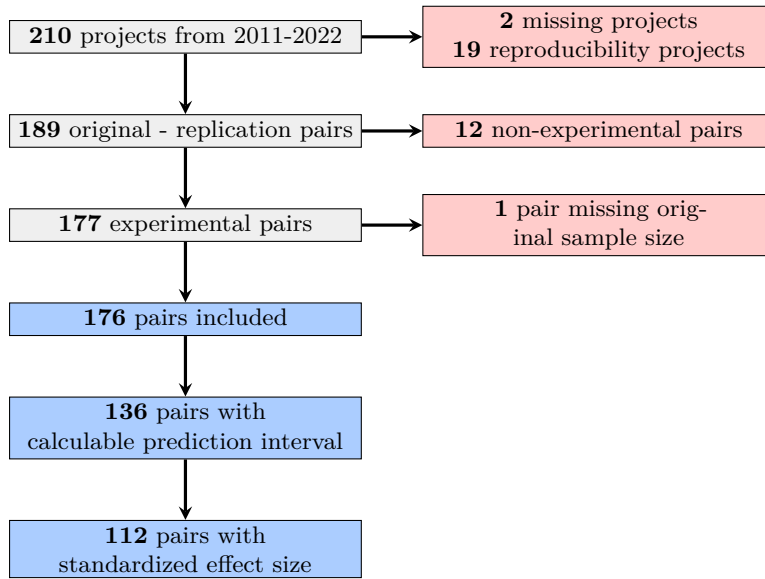 210 projects from 2011-2022
2 missing projects
19 reproducibility projects
189 original - replication pairs
12 non-experimental pairs
177 experimental pairs
1 pair missing orig-
inal sample size
176 pairs included
136 pairs with
calculable prediction interval
112 pairs with
standardized effect size